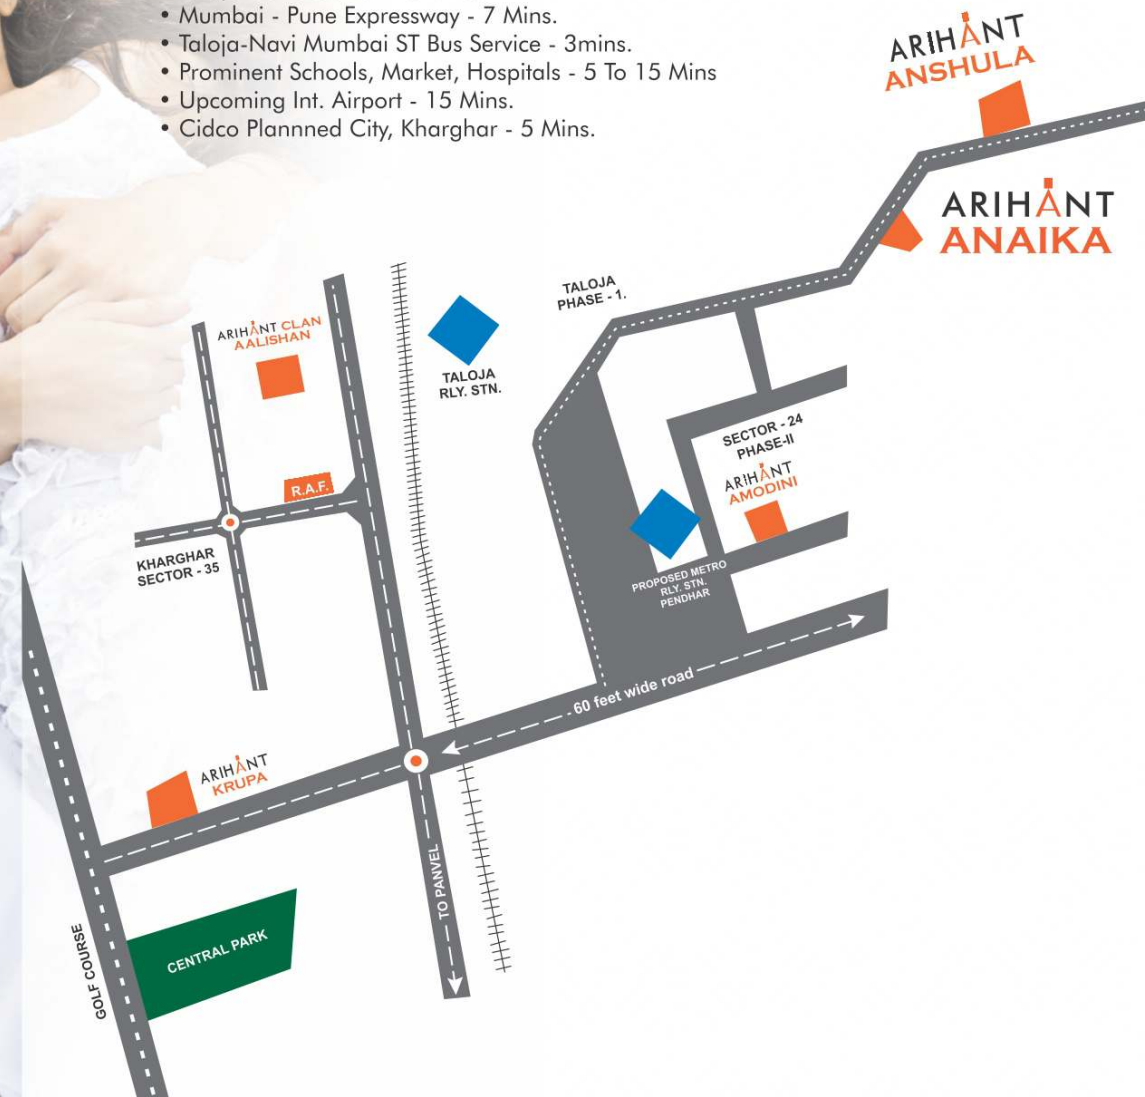 • Mumbai - Pune Expressway - 7 Mins.
• Taloja-Navi Mumbai ST Bus Service - 3mins.
• Prominent Schools, Market, Hospitals - 5 To 15 Mins
• Upcoming Int. Airport - 15 Mins.
• Cidco Plannned City, Kharghar - 5 Mins.
ARIHANT
ANSHULA
ARIHANT
ANAIKA
TALOJA
PHASE - 1.
ARIHANT CLAN
AALISHAN
TALOJA
RLY. STN.
SECTOR - 24
PHASE-II
ARIHANT
AMODINI
R.A.F.
KHARGHAR
SECTOR - 35
PROPOSED METRO
RLY. STN.
PENDHAR
60 feet wide road
ARIHANT
KRUPA
TO PANVEL
GOLF COURSE
CENTRAL PARK